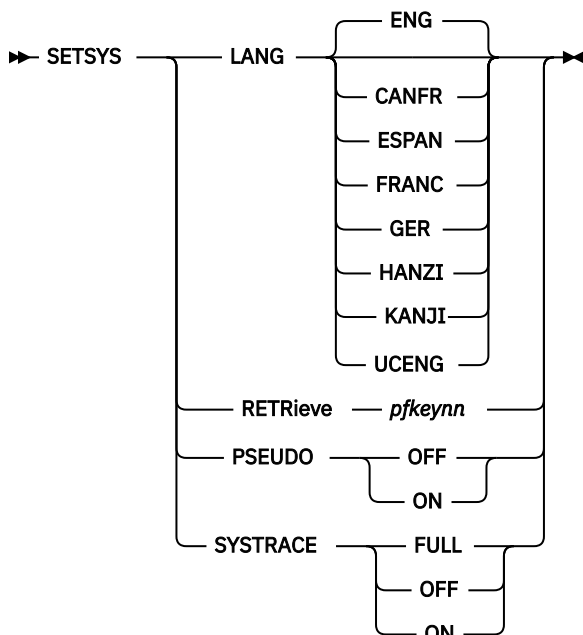 ENG
SETSYS LANG
CANFR
ESPAN
FRANC
GER
HANZI
KANJI
UCENG
RETRieve pfkeynn
PSEUDO OFF
ON
SYSTRACE FULL
OFF
ON